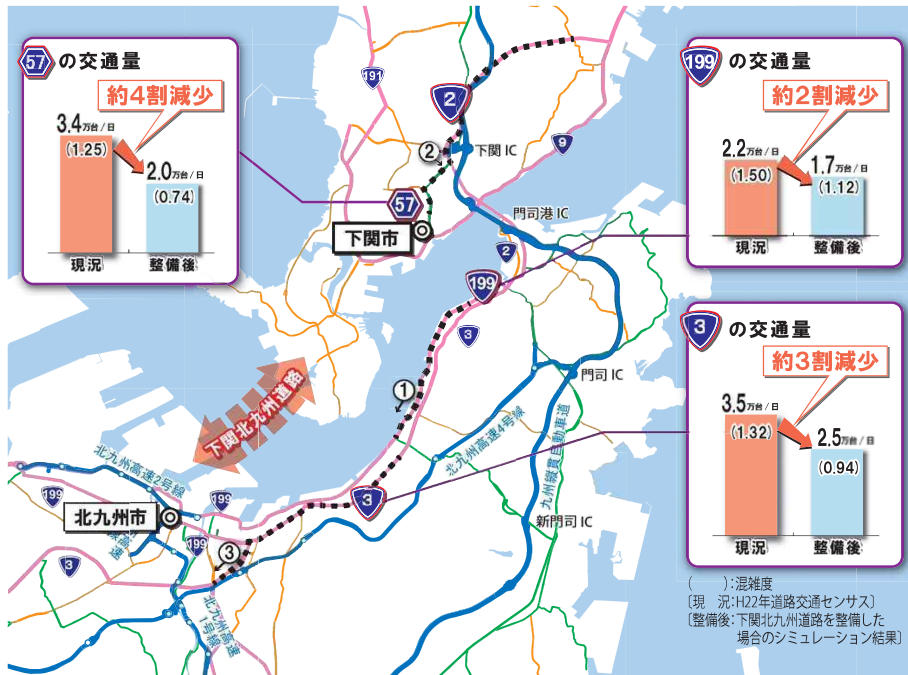 57 の交通量
約4割減少
3.4万台/日
(1.25)
2.0万台/日
(0.74)
現況
整備後
199 の交通量
約2割減少
2.2万台/日
(1.50)
1.7万台/日
(1.12)
現況
整備後
3 の交通量
約3割減少
3.5万台/日
(1.32)
2.5万台/日
(0.94)
現況
整備後
191
2
9
②
下関IC
57
下関市
門司港IC
2
199
3
①
門司IC
下関北九州道路
北九州高速4号線
九州縦貫自動車道
北九州高速2号線
199
199
北九州市
3
新門司IC
199
③
3
北九州高速1号線
(　　):混雑度
〔現　況:H22年道路交通センサス〕
〔整備後:下関北九州道路を整備した
場合のシミュレーション結果〕